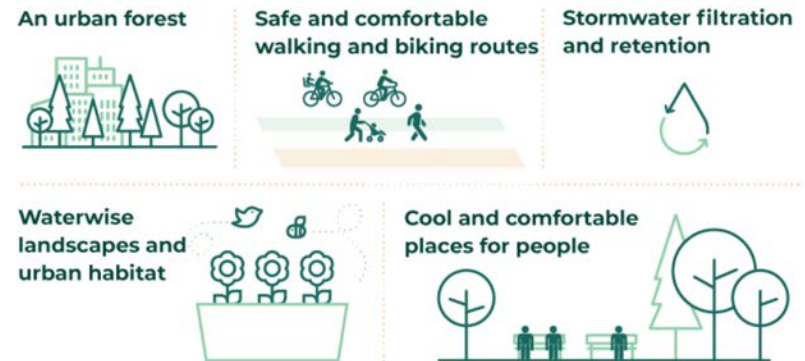 An urban forest
Safe and comfortable
walking and biking routes
Stormwater filtration
and retention
Waterwise
landscapes and
urban habitat
Cool and comfortable
places for people